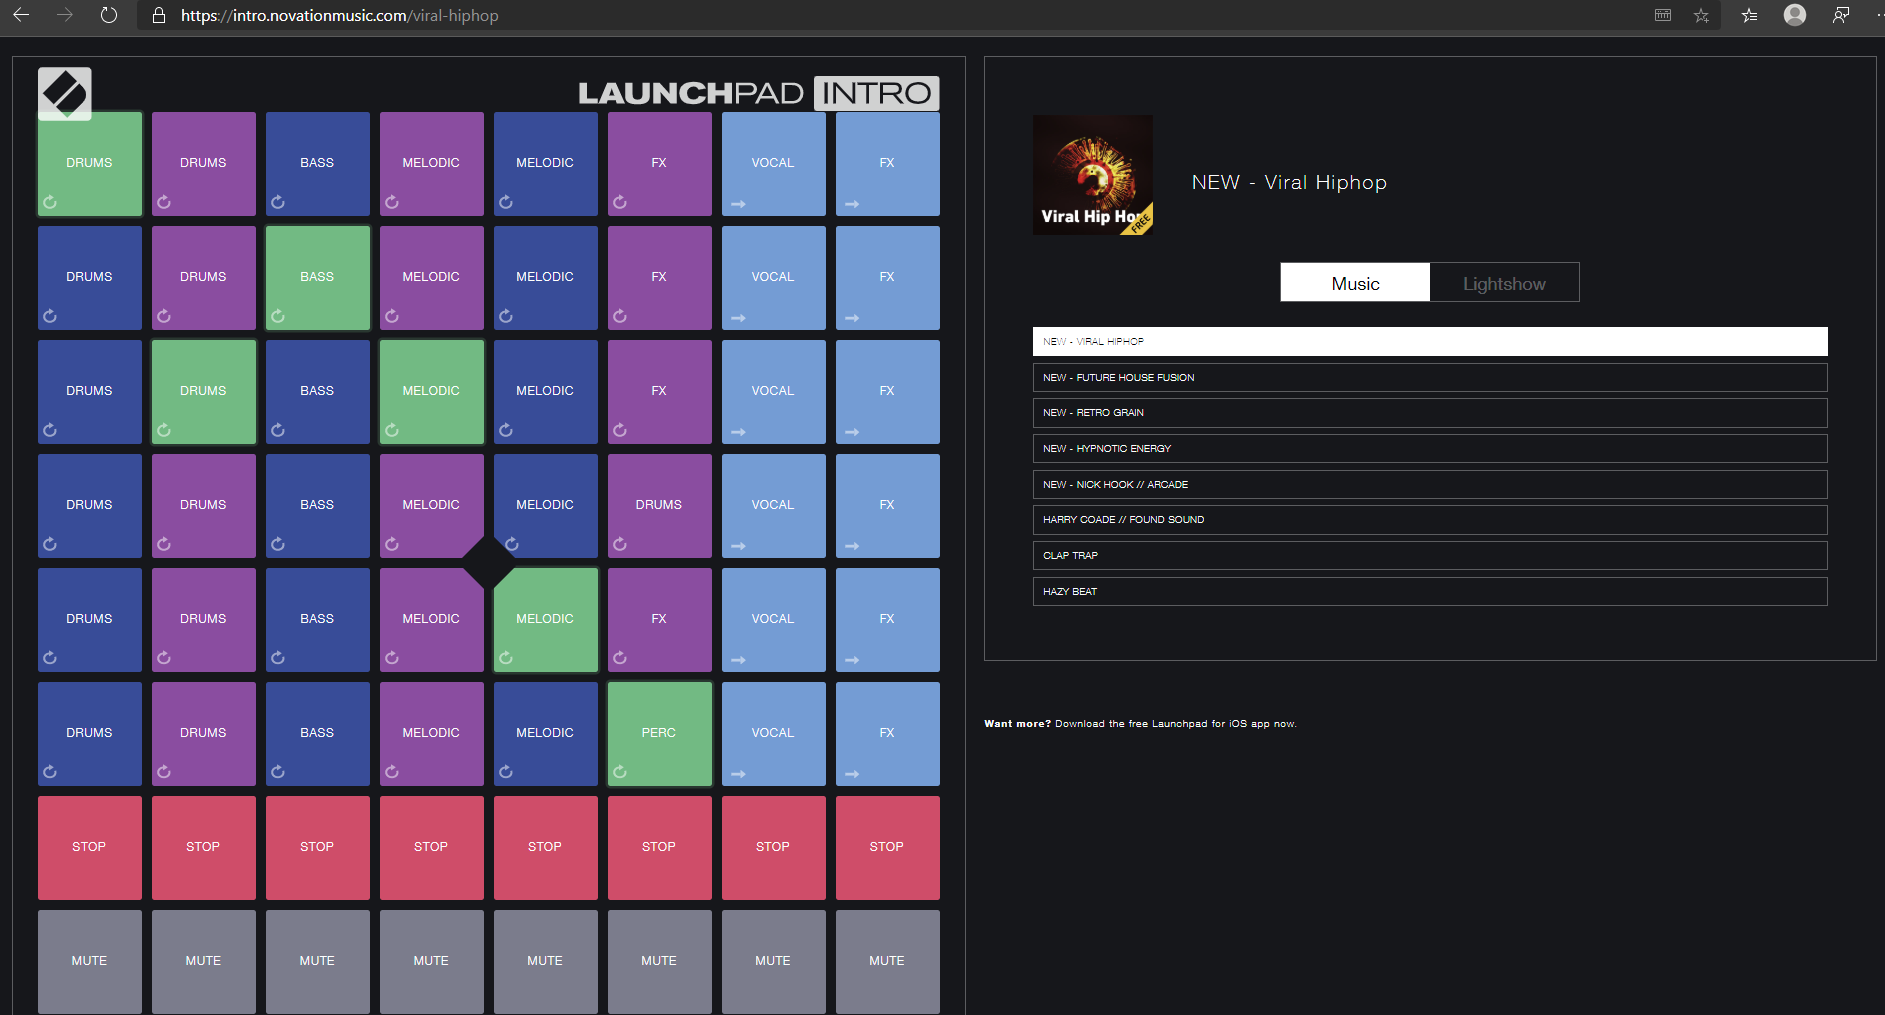 https://intro.novationmusic.com/viral-hiphop
LAUNCHPAD INTRO
DRUMS DRUMS BASS MELODIC MELODIC FX VOCAL FX
DRUMS DRUMS BASS MELODIC MELODIC FX VOCAL FX
DRUMS DRUMS BASS MELODIC MELODIC FX VOCAL FX
DRUMS DRUMS BASS MELODIC MELODIC DRUMS VOCAL FX
DRUMS DRUMS BASS MELODIC MELODIC FX VOCAL FX
DRUMS DRUMS BASS MELODIC MELODIC PERC VOCAL FX
STOP STOP STOP STOP STOP STOP STOP STOP
MUTE MUTE MUTE MUTE MUTE MUTE MUTE MUTE
Viral Hip Ho
FREE
NEW - Viral Hiphop
Music Lightshow
NEW - VIRAL HIPHOP
NEW - FUTURE HOUSE FUSION
NEW - RETRO GRAIN
NEW - HYPNOTIC ENERGY
NEW - NICK HOOK // ARCADE
HARRY COADE // FOUND SOUND
CLAP TRAP
HAZY BEAT
Want more? Download the free Launchpad for iOS app now.